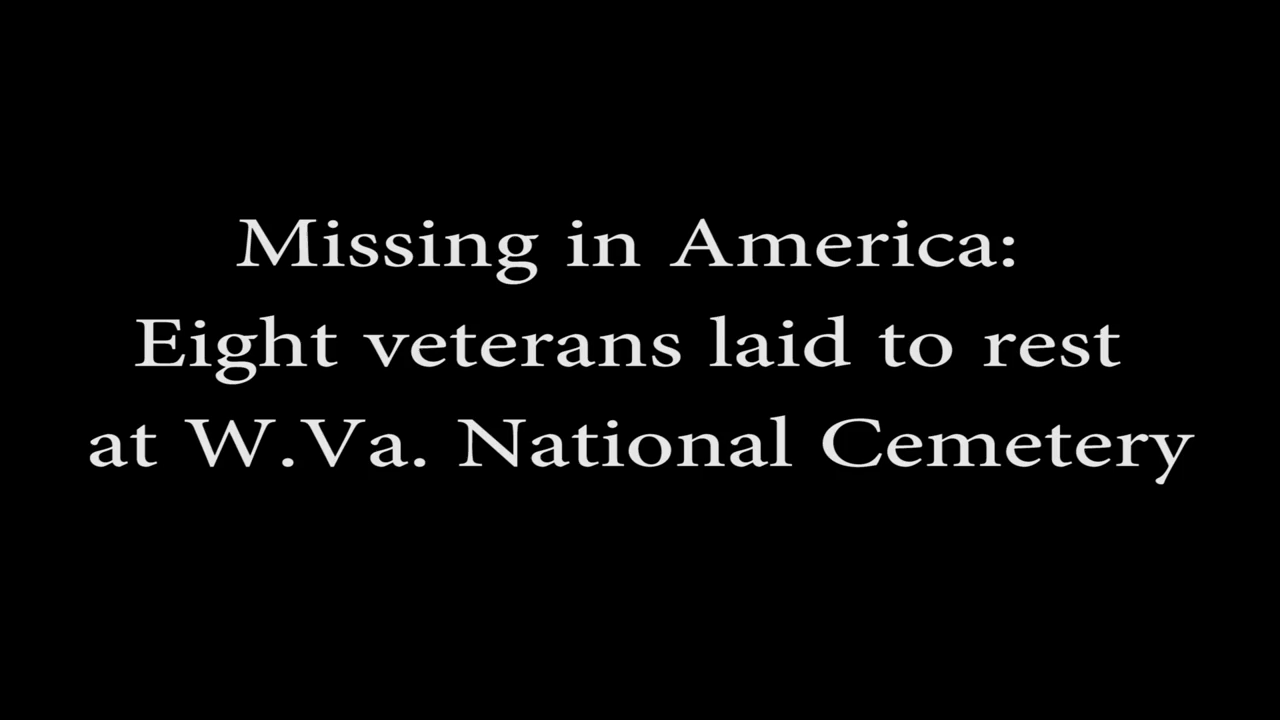 Missing in America:
Eight veterans laid to rest
at W.Va. National Cemetery